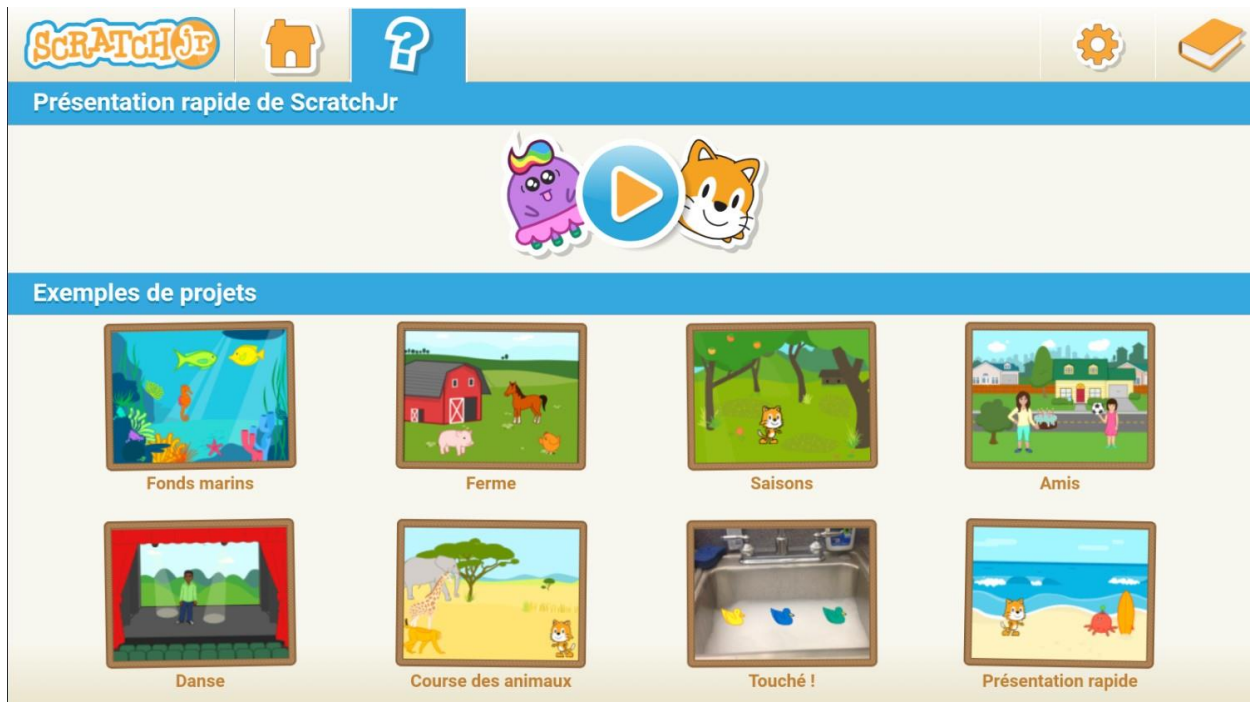 SCRATCHJr
Présentation rapide de ScratchJr
Exemples de projets
Fonds marins
Ferme
Saisons
Amis
Danse
Course des animaux
Touché !
Présentation rapide